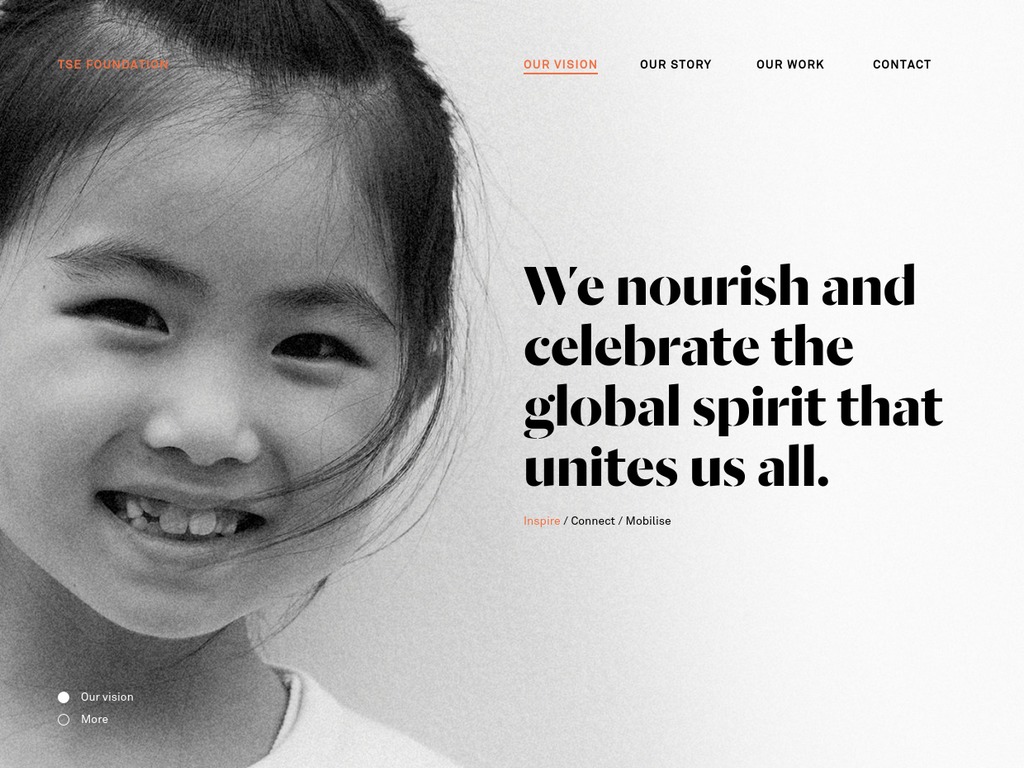 TSE FOUNDATION
OUR VISION
OUR STORY
OUR WORK
CONTACT
We nourish and
celebrate the
global spirit that
unites us all.
Inspire / Connect / Mobilise
Our vision
More